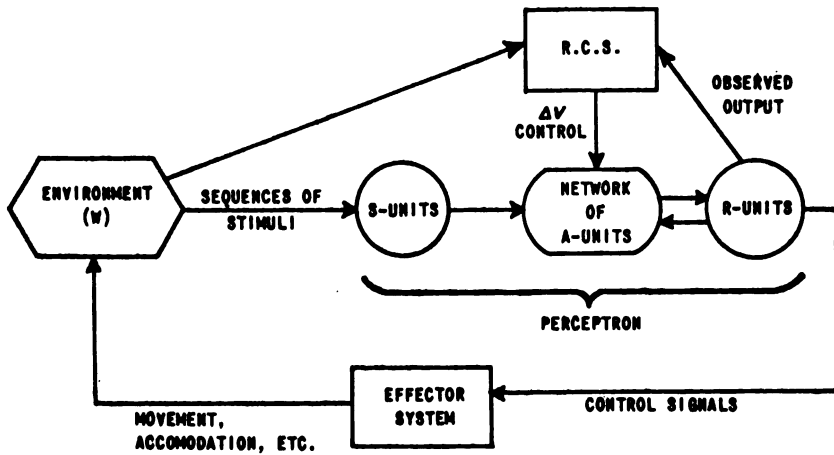 R.C.S.
OBSERVED
OUTPUT
ΔV
CONTROL
ENVIRONMENT
(W)
SEQUENCES OF
STIMULI
S-UNITS
NETWORK
OF
A-UNITS
R-UNITS
PERCEPTRON
EFFECTOR
SYSTEM
CONTROL SIGNALS
MOVEMENT,
ACCOMODATION, ETC.